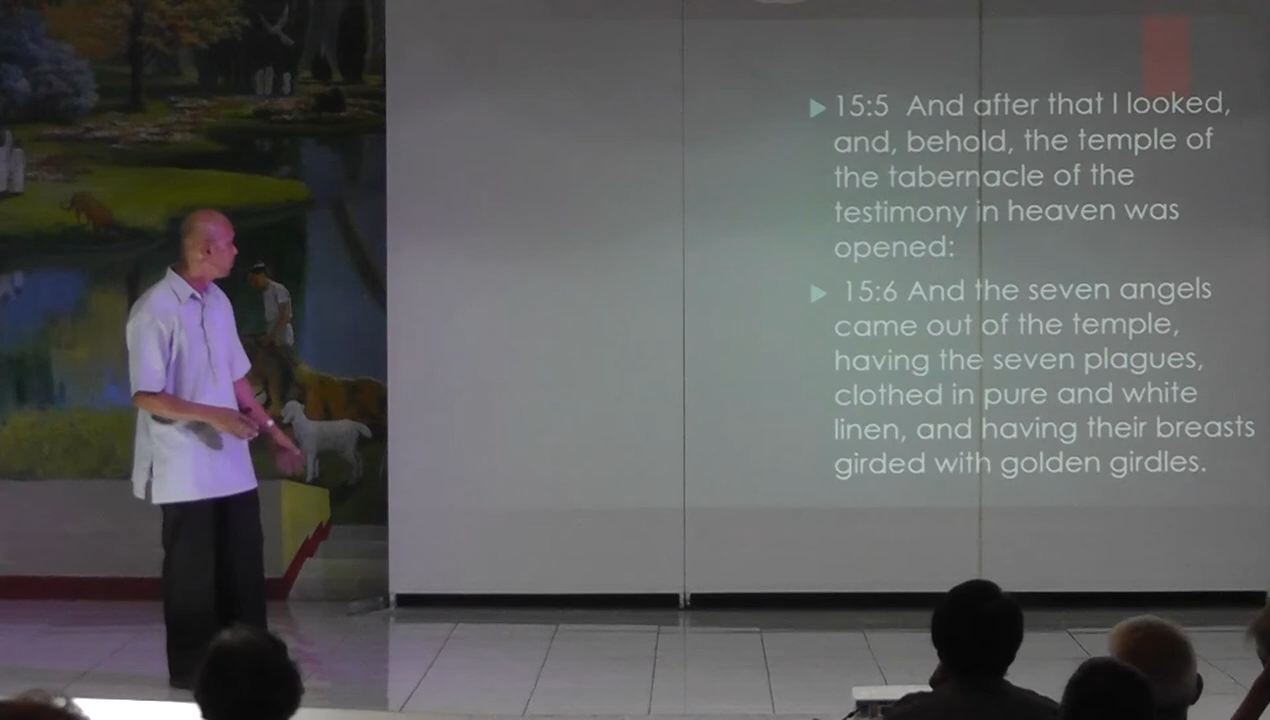 15:5 And after that I looked,
and, behold, the temple of
the tabernacle of the
testimony in heaven was
opened:
15:6 And the seven angels
came out of the temple,
having the seven plagues,
clothed in pure and white
linen, and having their breasts
girded with golden girdles.